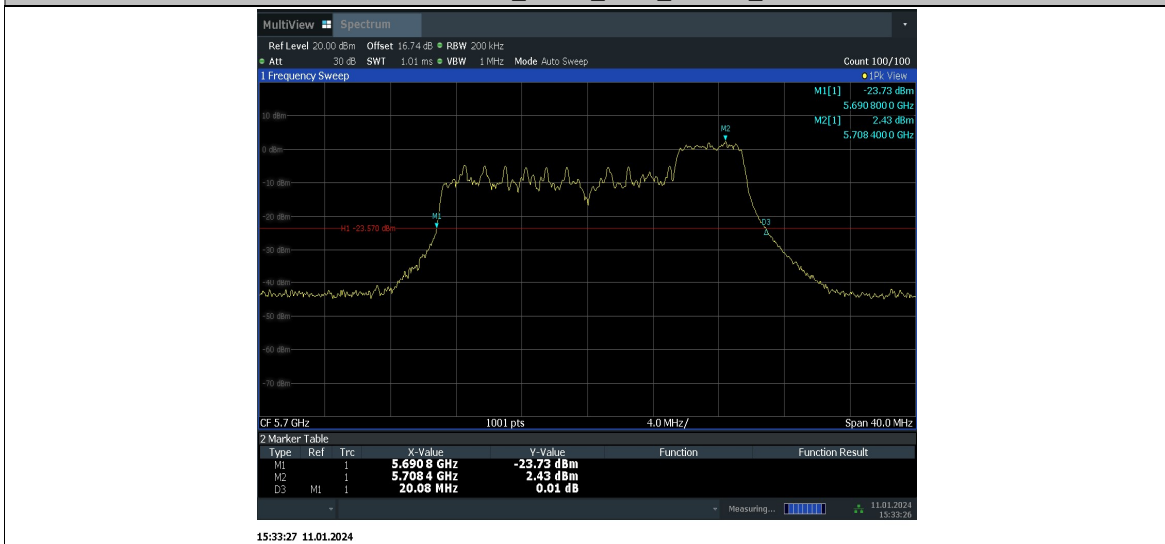 MultiView Spectrum
Ref Level 20.00 dBm Offset 16.74 dB RBW 200 kHz
Att 30 dB SWT 1.01 ms VBW 1 MHz Mode Auto Sweep Count 100/100
1 Frequency Sweep 1Pk View
M1[1] -23.73 dBm
5.690 800 0 GHz
M2[1] 2.43 dBm
5.708 400 0 GHz
10 dBm
M2
0 dBm
-10 dBm
-20 dBm
M1
D3
H1 -23.570 dBm
-30 dBm
-40 dBm
-50 dBm
-60 dBm
-70 dBm
CF 5.7 GHz 1001 pts 4.0 MHz/ Span 40.0 MHz
2 Marker Table
Type Ref Trc X-Value Y-Value Function Function Result
M1 1 5.690 8 GHz -23.73 dBm
M2 1 5.708 4 GHz 2.43 dBm
D3 M1 1 20.08 MHz 0.01 dB
Measuring... 11.01.2024
15:33:26
15:33:27 11.01.2024